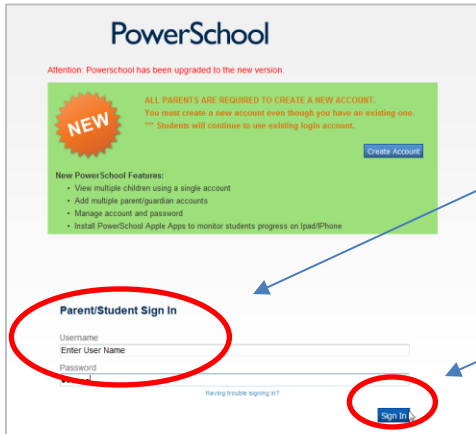 PowerSchool
Attention: Powerschool has been upgraded to the new version.
NEW
ALL PARENTS ARE REQUIRED TO CREATE A NEW ACCOUNT.
You must create a new account even though you have an existing one.
*** Students will continue to use existing login account.
Create Account
New PowerSchool Features:
• View multiple children using a single account
• Add multiple parent/guardian accounts
• Manage account and password
• Install PowerSchool Apple Apps to monitor students progress on Ipad/IPhone
Parent/Student Sign In
Username
Enter User Name
Password
Having trouble signing in?
Sign In